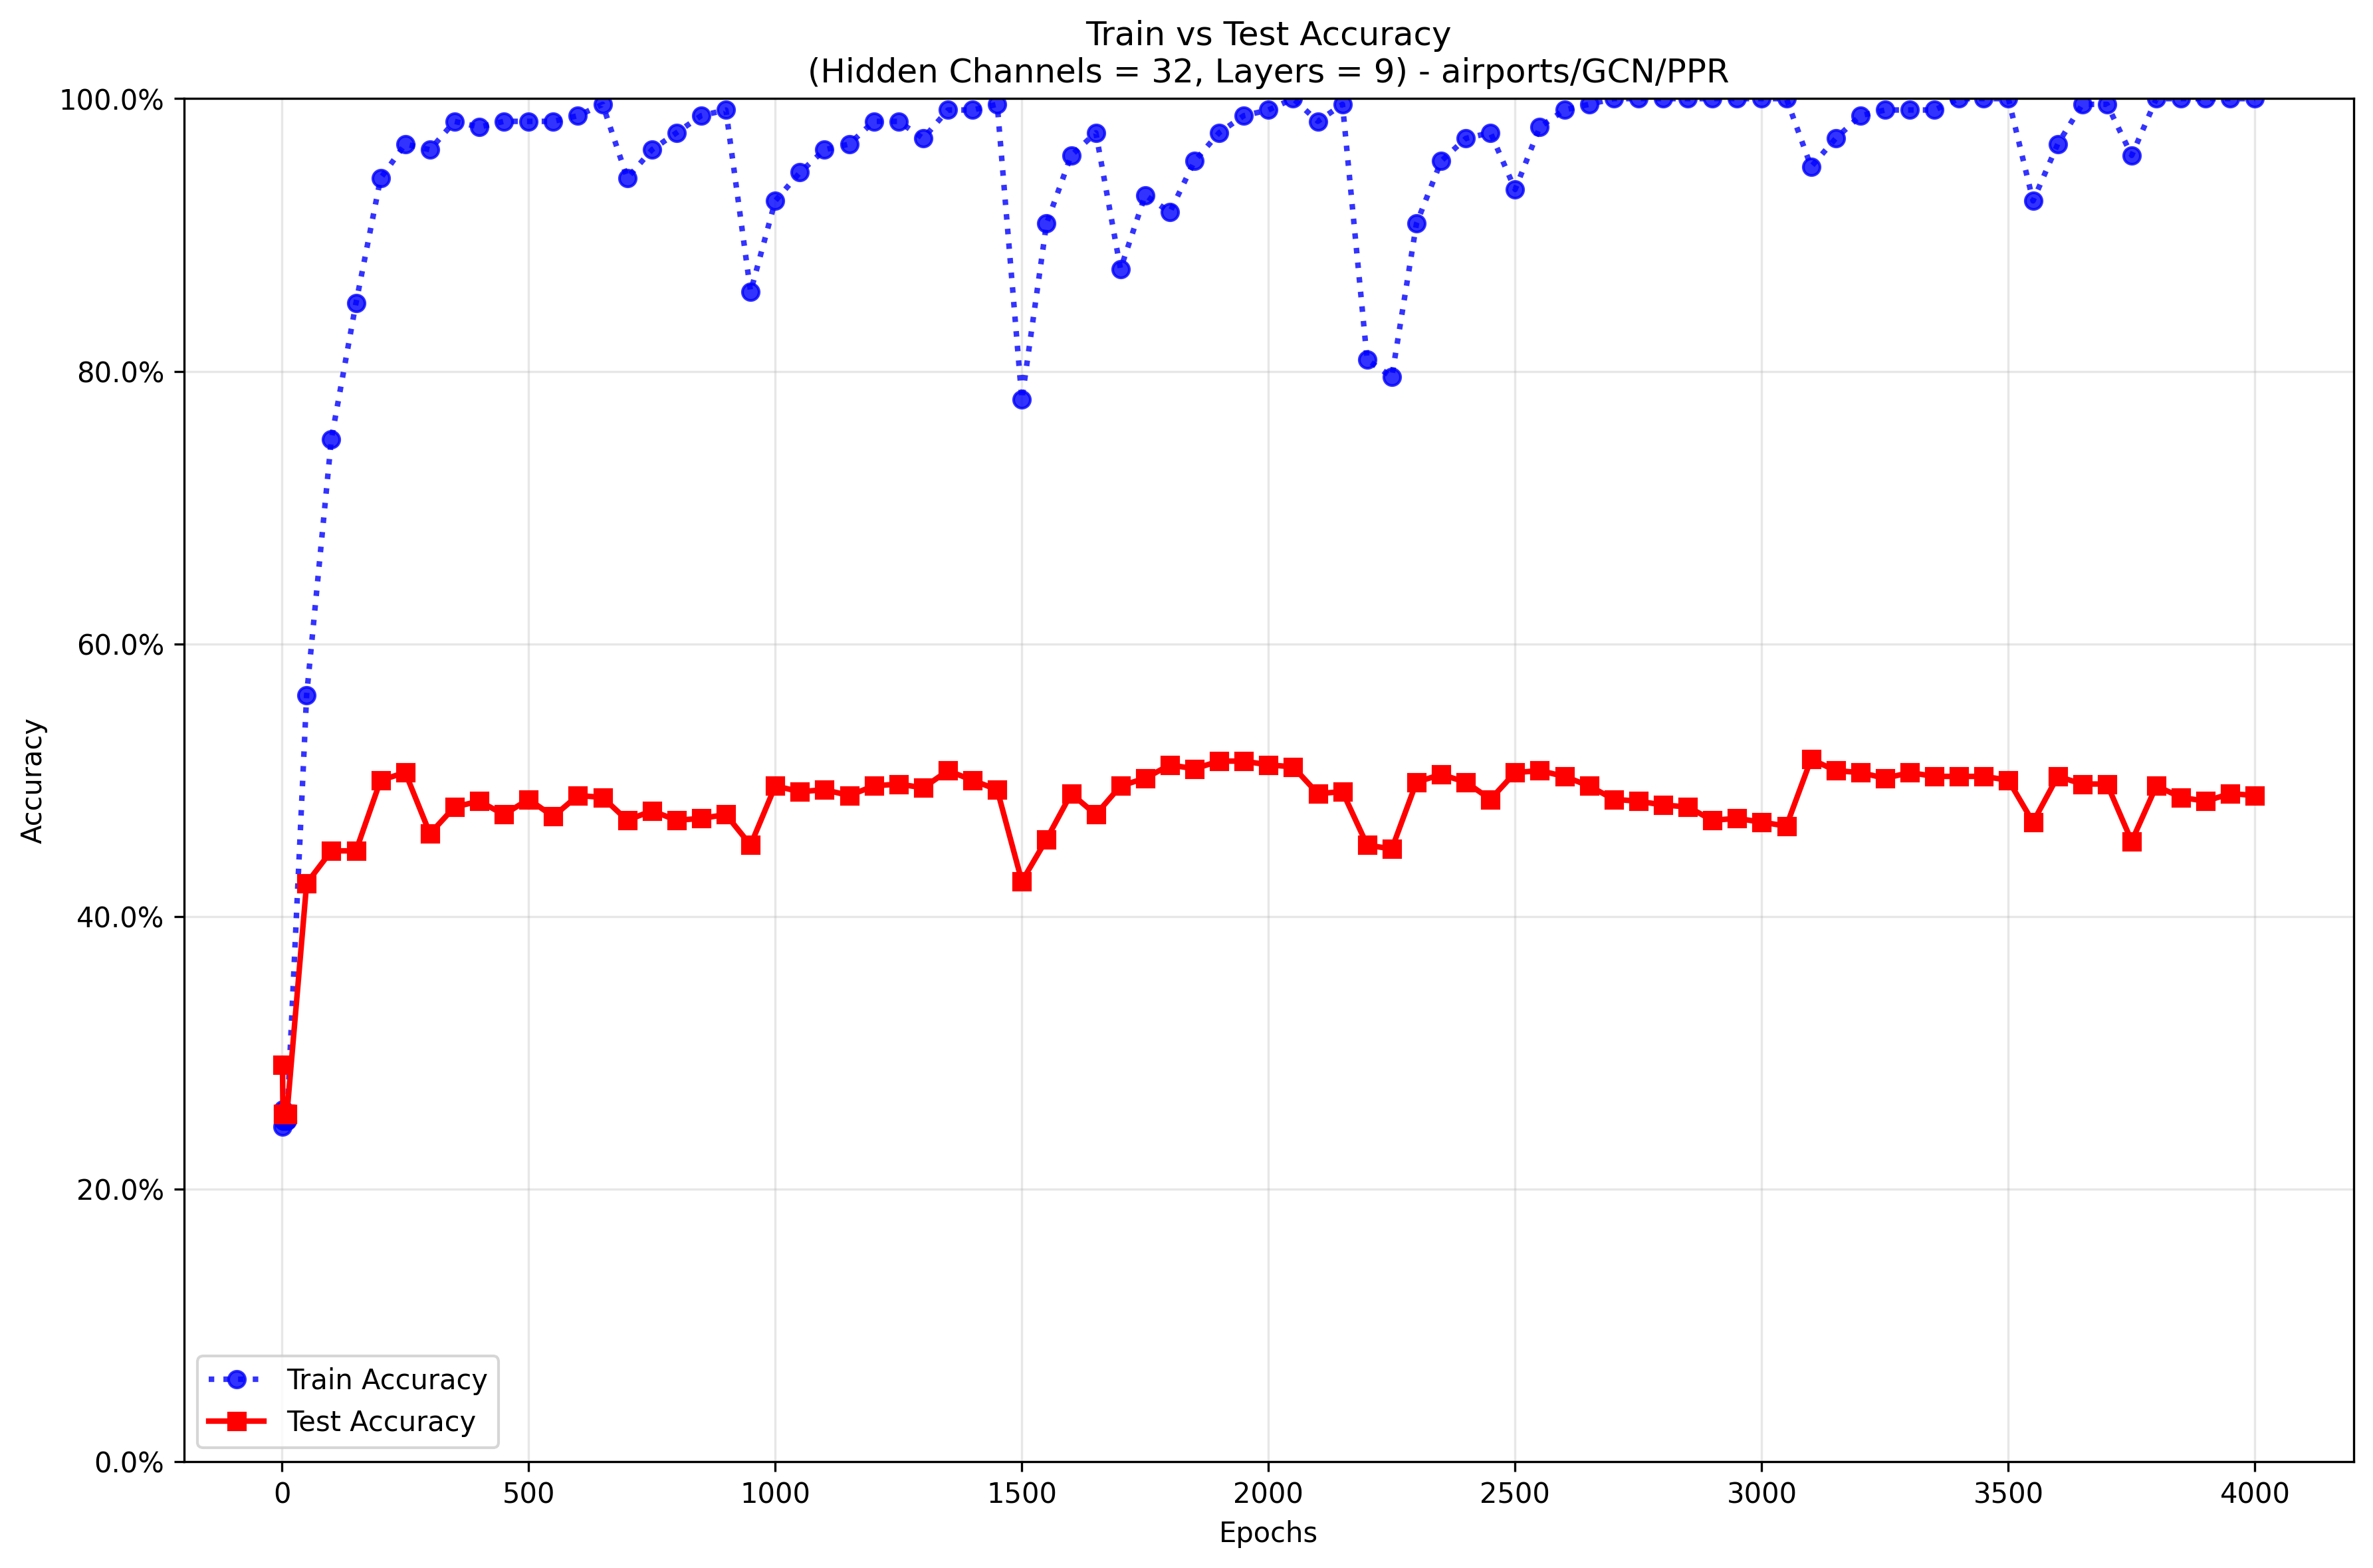 Train vs Test Accuracy
(Hidden Channels = 32, Layers = 9) - airports/GCN/PPR
100.0%
80.0%
60.0%
40.0%
20.0%
0.0%
Accuracy
Train Accuracy
Test Accuracy
0 500 1000 1500 2000 2500 3000 3500 4000
Epochs